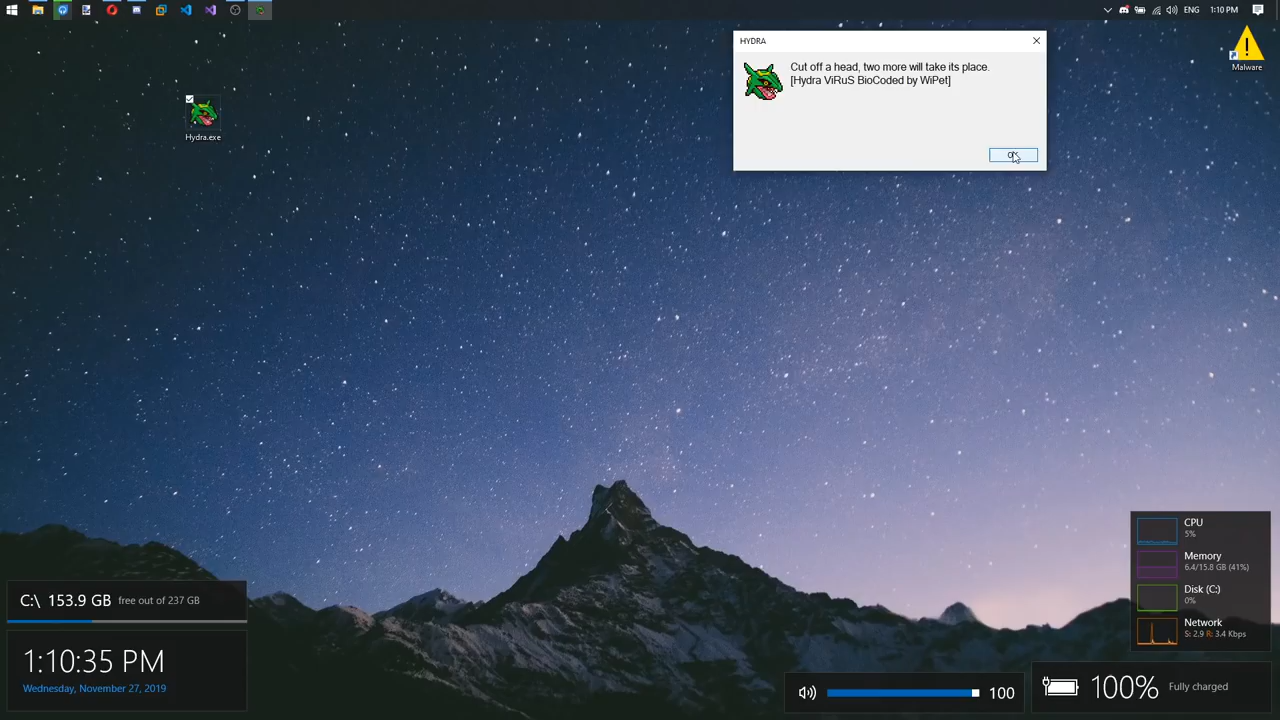 ENG
1:10 PM
HYDRA
Cut off a head, two more will take its place.
[Hydra ViRuS BioCoded by WiPet]
Malware
Hydra.exe
CPU
5%
Memory
6.4/15.8 GB (41%)
Disk (C:)
0%
Network
S: 2.9 R: 3.4 Kbps
C:\ 153.9 GB free out of 237 GB
1:10:35 PM
Wednesday, November 27, 2019
100
100% Fully charged